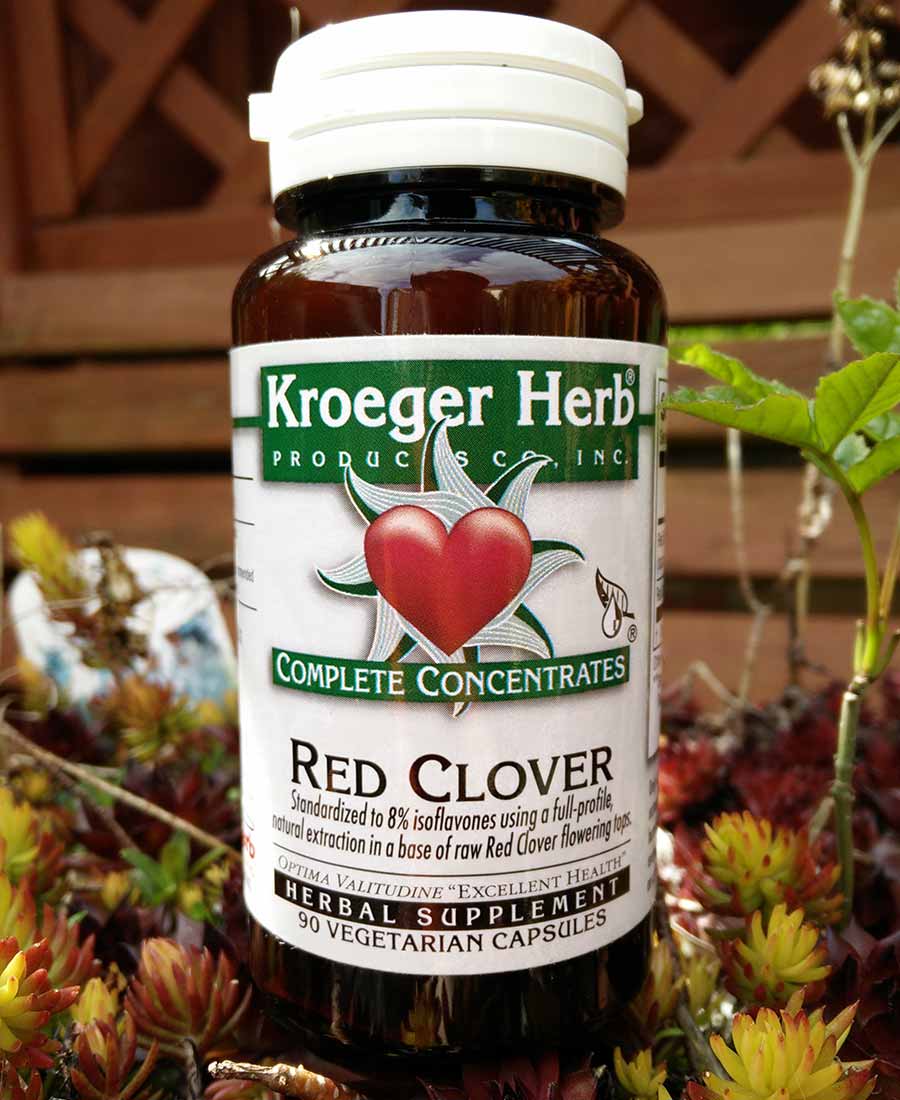 Kroeger Herb®
PRODUCTS CO., INC.
®
COMPLETE CONCENTRATES
RED CLOVER
Standardized to 8% isoflavones using a full-profile,
natural extraction in a base of raw Red Clover flowering tops.
OPTIMA VALITUDINE “EXCELLENT HEALTH”
HERBAL SUPPLEMENT
90 VEGETARIAN CAPSULES